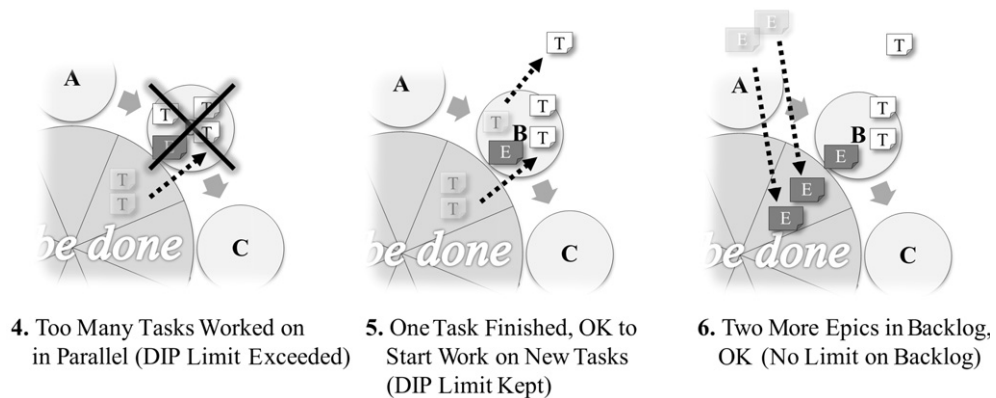 A
T
T
T
T
E
T
T
be done
C
4. Too Many Tasks Worked on
in Parallel (DIP Limit Exceeded)
T
A
T
T
B
T
E
T
T
be done
C
5. One Task Finished, OK to
Start Work on New Tasks
(DIP Limit Kept)
E
E
T
A
T
B
T
E
E
E
be done
C
6. Two More Epics in Backlog,
OK (No Limit on Backlog)